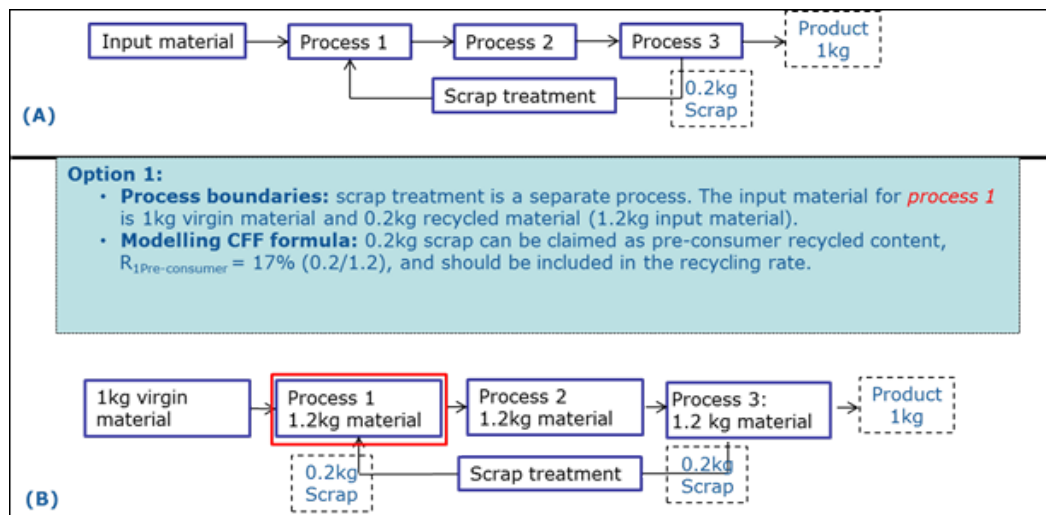 Input material
Process 1
Process 2
Process 3
Product
1kg
Scrap treatment
0.2kg
Scrap
(A)
Option 1:
• Process boundaries: scrap treatment is a separate process. The input material for process 1
is 1kg virgin material and 0.2kg recycled material (1.2kg input material).
• Modelling CFF formula: 0.2kg scrap can be claimed as pre-consumer recycled content,
R1Pre-consumer = 17% (0.2/1.2), and should be included in the recycling rate.
1kg virgin
material
Process 1
1.2kg material
Process 2
1.2kg material
Process 3:
1.2 kg material
Product
1kg
0.2kg
Scrap
Scrap treatment
0.2kg
Scrap
(B)